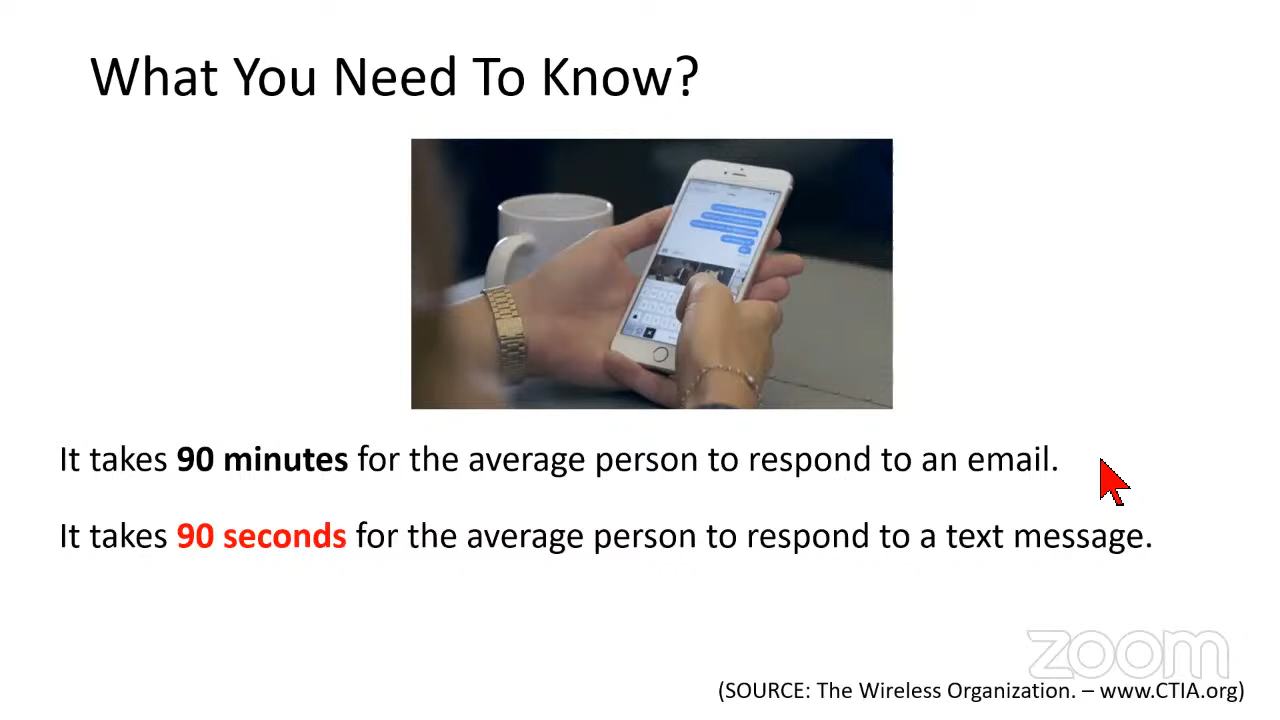 What You Need To Know?
It takes 90 minutes for the average person to respond to an email.
It takes 90 seconds for the average person to respond to a text message.
zoom
(SOURCE: The Wireless Organization. – www.CTIA.org)